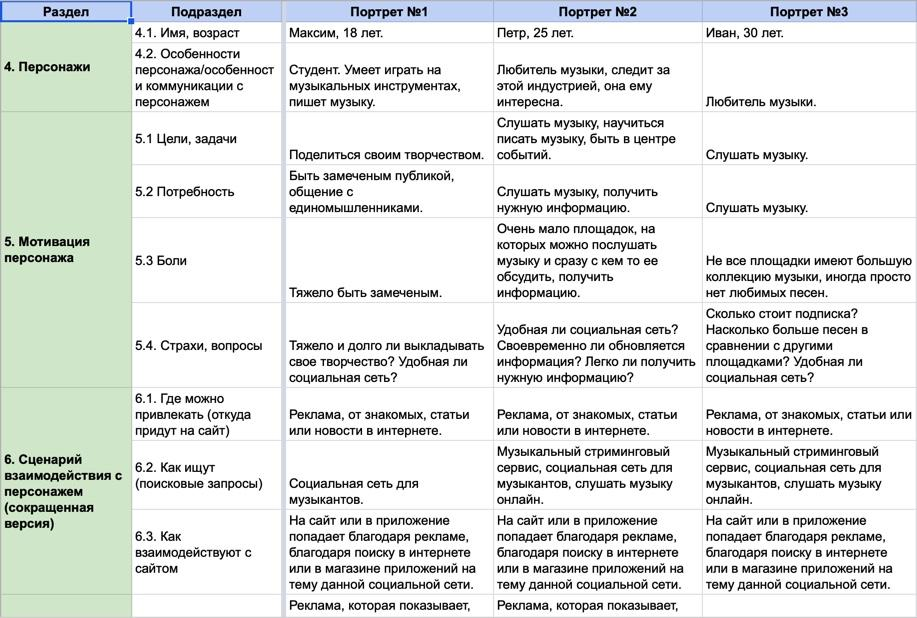 Раздел
Подраздел
Портрет №1
Портрет №2
Портрет №3
4. Персонажи
4.1. Имя, возраст
Максим, 18 лет.
Петр, 25 лет.
Иван, 30 лет.
4.2. Особенности
персонажа/особенност
и коммуникации с
персонажем
Студент. Умеет играть на
музыкальных инструментах,
пишет музыку.
Любитель музыки, следит за
этой индустрией, она ему
интересна.
Любитель музыки.
5. Мотивация
персонажа
5.1 Цели, задачи
Поделиться своим творчеством.
Слушать музыку, научиться
писать музыку, быть в центре
событий.
Слушать музыку.
5.2 Потребность
Быть замеченым публикой,
общение с
единомышленниками.
Слушать музыку, получить
нужную информацию.
Слушать музыку.
5.3 Боли
Тяжело быть замеченым.
Очень мало площадок, на
которых можно послушать
музыку и сразу с кем то ее
обсудить, получить
информацию.
Не все площадки имеют большую
коллекцию музыки, иногда просто
нет любимых песен.
5.4. Страхи, вопросы
Тяжело и долго ли выкладывать
свое творчество? Удобная ли
социальная сеть?
Удобная ли социальная сеть?
Своевременно ли обновляется
информация? Легко ли получить
нужную информацию?
Сколько стоит подписка?
Насколько больше песен в
сравнении с другими
площадками? Удобная ли
социальная сеть?
6. Сценарий
взаимодействия с
персонажем
(сокращенная
версия)
6.1. Где можно
привлекать (откуда
придут на сайт)
Реклама, от знакомых, статьи
или новости в интернете.
Реклама, от знакомых, статьи
или новости в интернете.
Реклама, от знакомых, статьи или
новости в интернете.
6.2. Как ищут
(поисковые запросы)
Социальная сеть для
музыкантов.
Музыкальный стриминговый
сервис, социальная сеть для
музыкантов, слушать музыку
онлайн.
Музыкальный стриминговый
сервис, социальная сеть для
музыкантов, слушать музыку
онлайн.
6.3. Как
взаимодействуют с
сайтом
На сайт или в приложение
попадает благодаря рекламе,
благодаря поиску в интернете
или в магазине приложений на
тему данной социальной сети.
На сайт или в приложение
попадает благодаря рекламе,
благодаря поиску в интернете
или в магазине приложений на
тему данной социальной сети.
На сайт или в приложение
попадает благодаря рекламе,
благодаря поиску в интернете
или в магазине приложений на
тему данной социальной сети.
Реклама, которая показывает,
Реклама, которая показывает,